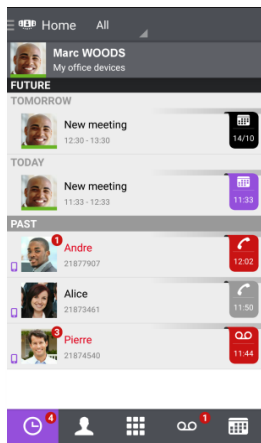 Home All
Marc WOODS
My office devices
FUTURE
TOMORROW
New meeting
12:30 - 13:30
14/10
TODAY
New meeting
11:33 - 12:33
11:33
PAST
1
Andre
21877907
12:02
Alice
21873461
11:50
3
Pierre
21874540
11:44
4
1